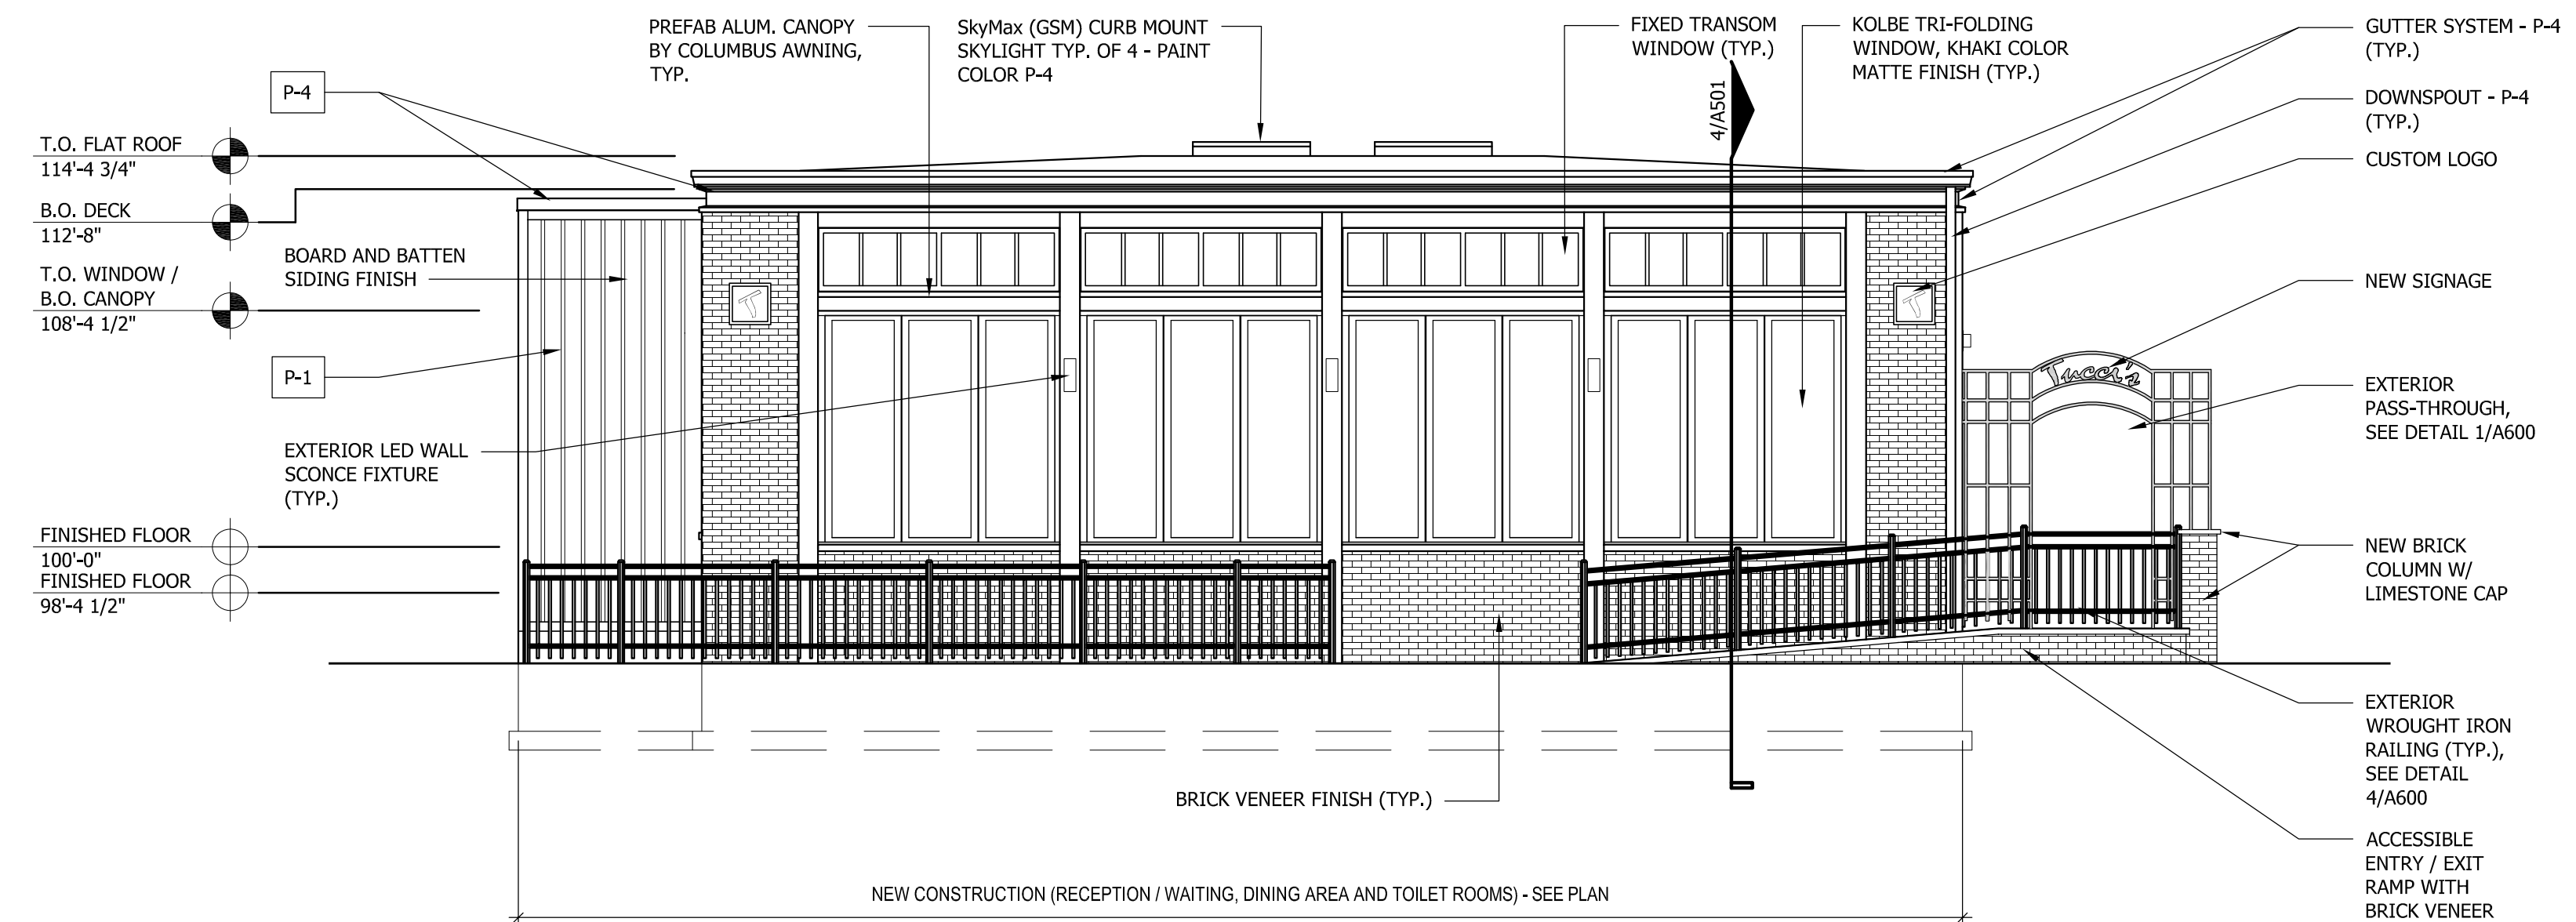 PREFAB ALUM. CANOPY
BY COLUMBUS AWNING,
TYP.
SkyMax (GSM) CURB MOUNT
SKYLIGHT TYP. OF 4 - PAINT
COLOR P-4
FIXED TRANSOM
WINDOW (TYP.)
KOLBE TRI-FOLDING
WINDOW, KHAKI COLOR
MATTE FINISH (TYP.)
GUTTER SYSTEM - P-4
(TYP.)
DOWNSPOUT - P-4
(TYP.)
CUSTOM LOGO
NEW SIGNAGE
EXTERIOR
PASS-THROUGH,
SEE DETAIL 1/A600
NEW BRICK
COLUMN W/
LIMESTONE CAP
EXTERIOR
WROUGHT IRON
RAILING (TYP.),
SEE DETAIL
4/A600
ACCESSIBLE
ENTRY / EXIT
RAMP WITH
BRICK VENEER
P-4
4/A501
T.O. FLAT ROOF
114'-4 3/4"
B.O. DECK
112'-8"
T.O. WINDOW /
B.O. CANOPY
108'-4 1/2"
BOARD AND BATTEN
SIDING FINISH
P-1
EXTERIOR LED WALL
SCONCE FIXTURE
(TYP.)
FINISHED FLOOR
100'-0"
FINISHED FLOOR
98'-4 1/2"
T
T
Tucci's
BRICK VENEER FINISH (TYP.)
NEW CONSTRUCTION (RECEPTION / WAITING, DINING AREA AND TOILET ROOMS) - SEE PLAN